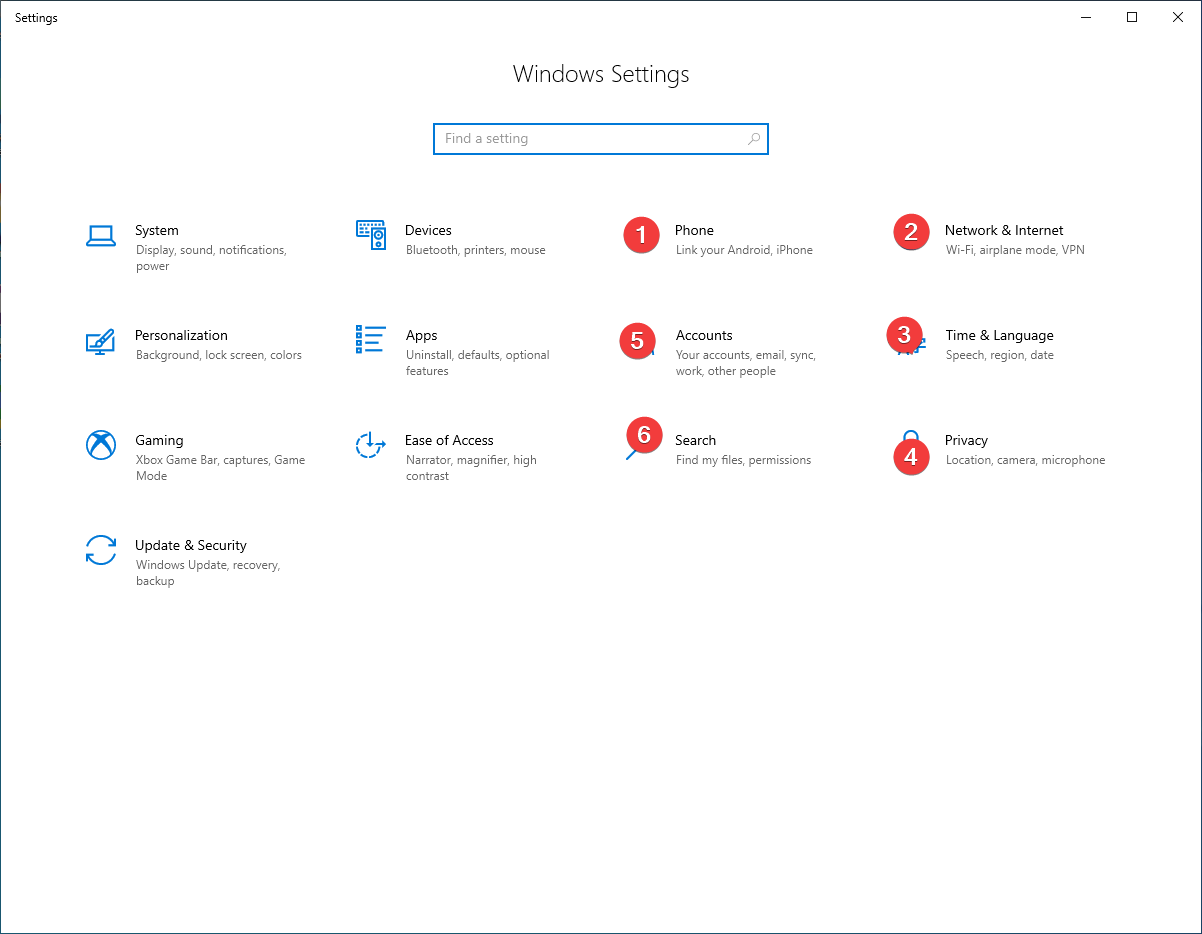 Settings
Windows Settings
Find a setting
System
Display, sound, notifications,
power
Devices
Bluetooth, printers, mouse
1
Phone
Link your Android, iPhone
2
Network & Internet
Wi-Fi, airplane mode, VPN
Personalization
Background, lock screen, colors
Apps
Uninstall, defaults, optional
features
5
Accounts
Your accounts, email, sync,
work, other people
3
Time & Language
Speech, region, date
Gaming
Xbox Game Bar, captures, Game
Mode
Ease of Access
Narrator, magnifier, high
contrast
6
Search
Find my files, permissions
4
Privacy
Location, camera, microphone
Update & Security
Windows Update, recovery,
backup